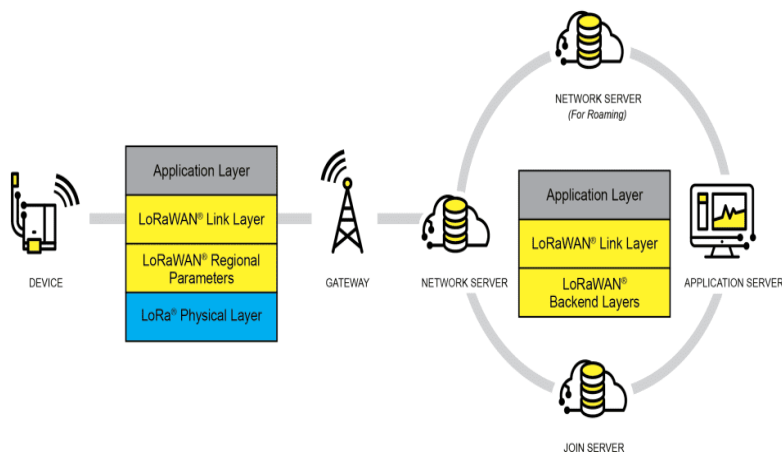 NETWORK SERVER
(For Roaming)
Application Layer
LoRaWAN® Link Layer
LoRaWAN® Regional
Parameters
LoRa® Physical Layer
Application Layer
LoRaWAN® Link Layer
LoRaWAN®
Backend Layers
DEVICE
GATEWAY
NETWORK SERVER
APPLICATION SERVER
JOIN SERVER